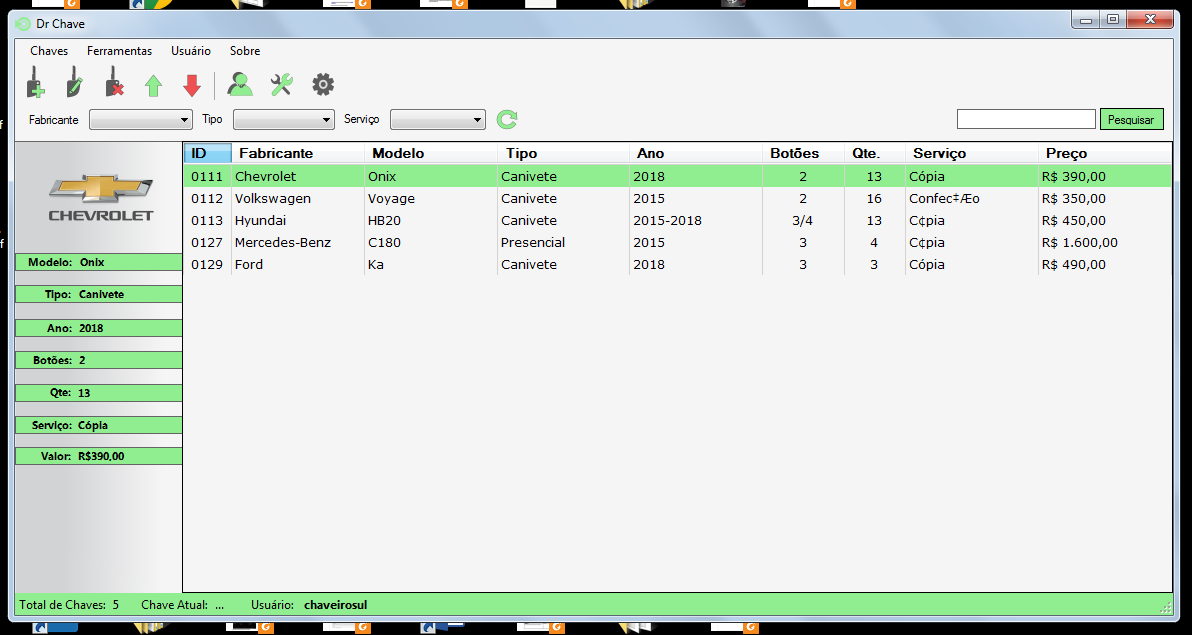 Dr Chave
Chaves Ferramentas Usuário Sobre
Fabricante Tipo Serviço Pesquisar
ID Fabricante Modelo Tipo Ano Botões Qte. Serviço Preço
0111 Chevrolet Onix Canivete 2018 2 13 Cópia R$ 390,00
0112 Volkswagen Voyage Canivete 2015 2 16 Confec‡Æo R$ 350,00
0113 Hyundai HB20 Canivete 2015-2018 3/4 13 C¢pia R$ 450,00
0127 Mercedes-Benz C180 Presencial 2015 3 4 C¢pia R$ 1.600,00
0129 Ford Ka Canivete 2018 3 3 Cópia R$ 490,00
CHEVROLET
Modelo: Onix
Tipo: Canivete
Ano: 2018
Botões: 2
Qte: 13
Serviço: Cópia
Valor: R$390,00
Total de Chaves: 5 Chave Atual: ... Usuário: chaveirosul